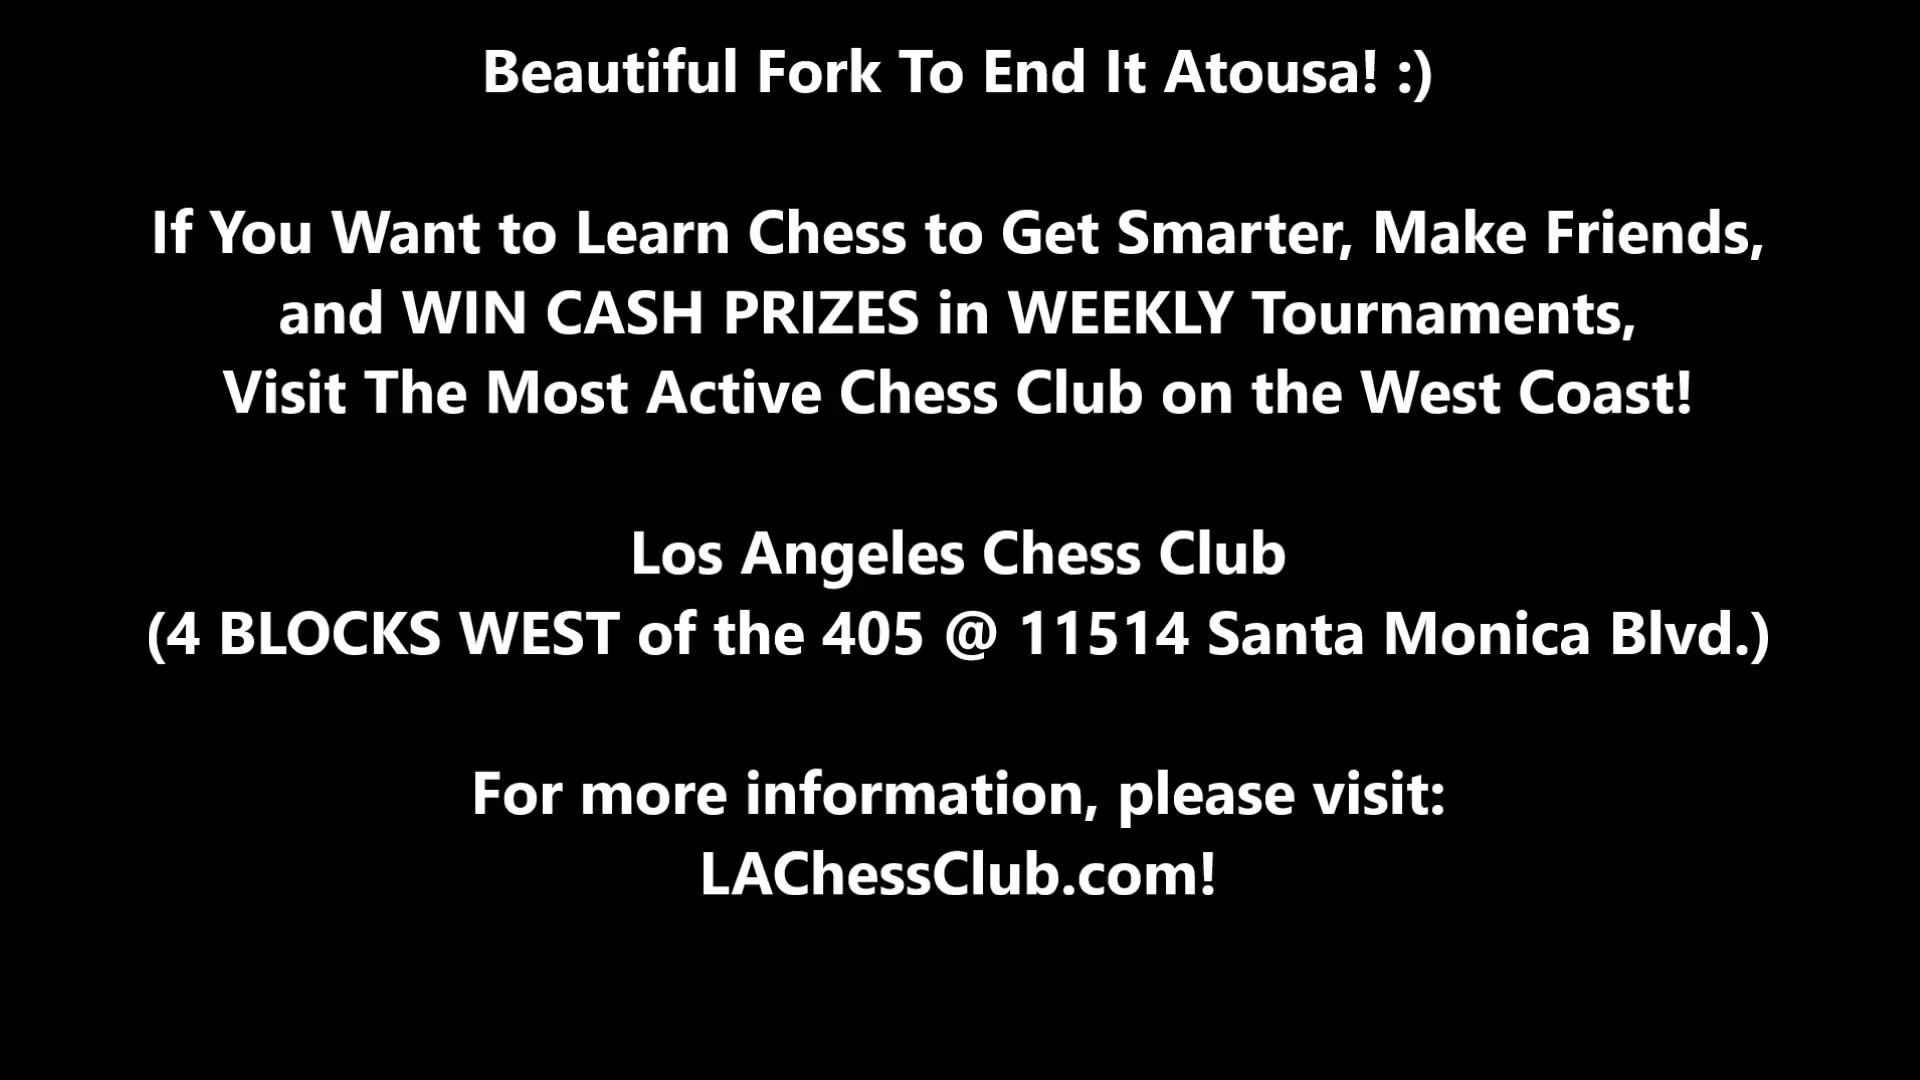 Beautiful Fork To End It Atousa! :)
If You Want to Learn Chess to Get Smarter, Make Friends,
and WIN CASH PRIZES in WEEKLY Tournaments,
Visit The Most Active Chess Club on the West Coast!
Los Angeles Chess Club
(4 BLOCKS WEST of the 405 @ 11514 Santa Monica Blvd.)
For more information, please visit:
LAChessClub.com!